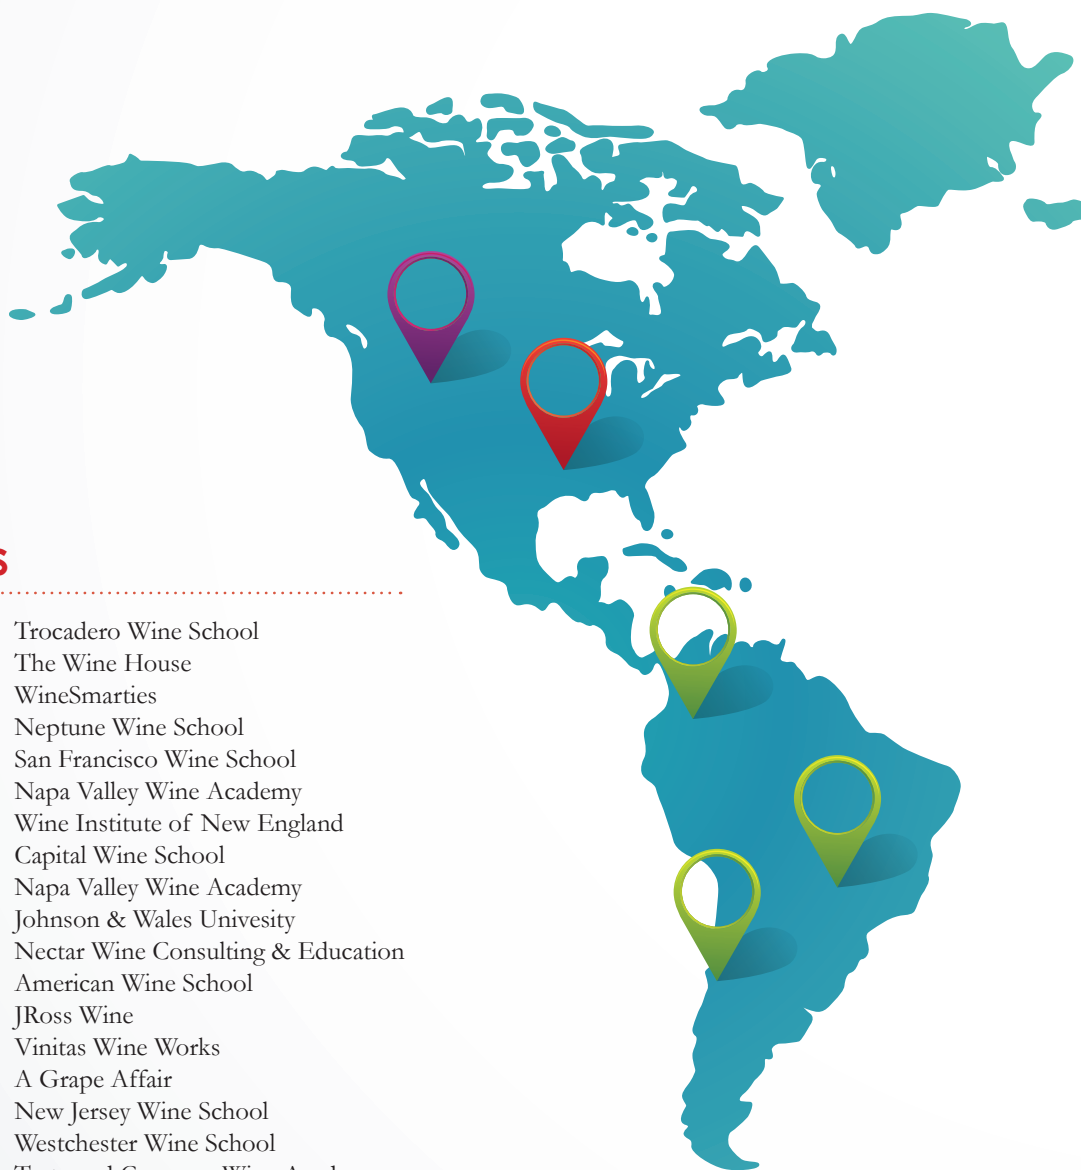 S
Trocadero Wine School
The Wine House
WineSmarties
Neptune Wine School
San Francisco Wine School
Napa Valley Wine Academy
Wine Institute of New England
Capital Wine School
Napa Valley Wine Academy
Johnson & Wales Univesity
Nectar Wine Consulting & Education
American Wine School
JRoss Wine
Vinitas Wine Works
A Grape Affair
New Jersey Wine School
Westchester Wine School